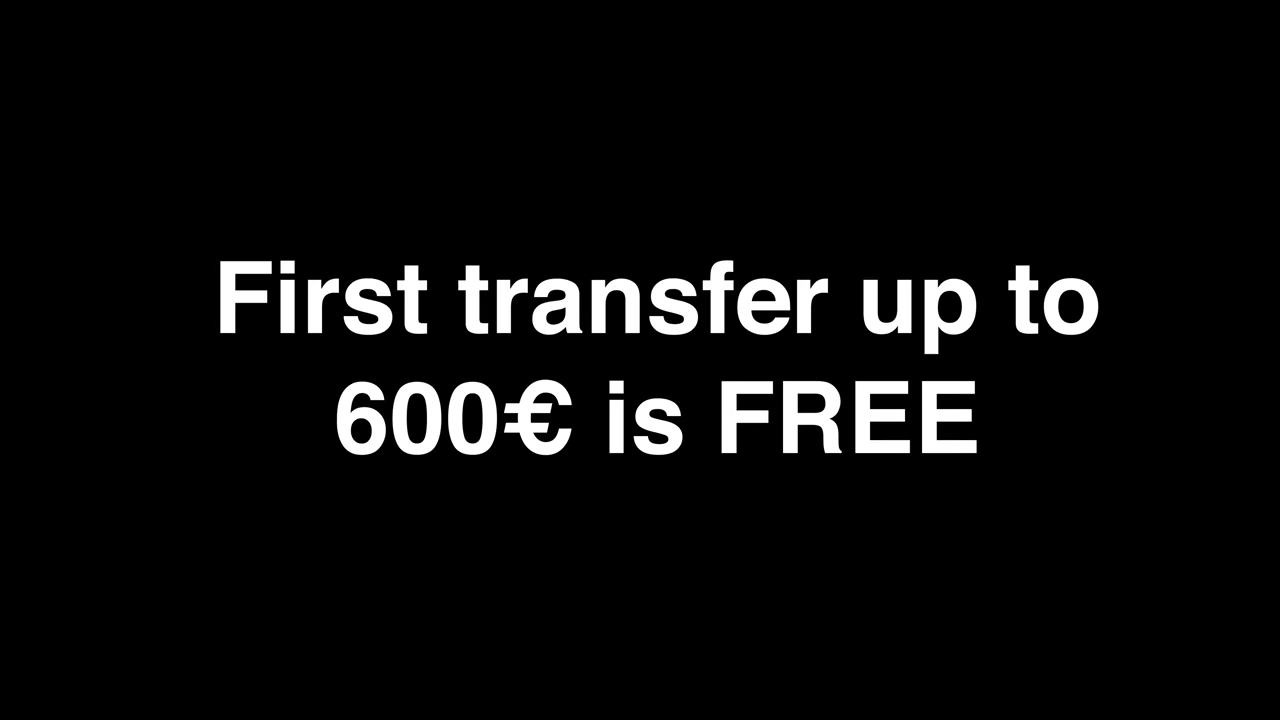 First transfer up to
600€ is FREE